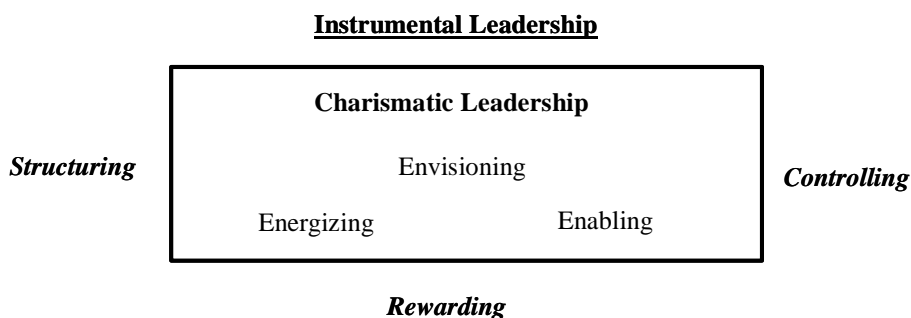 Instrumental Leadership
Charismatic Leadership
Structuring
Envisioning
Controlling
Energizing
Enabling
Rewarding